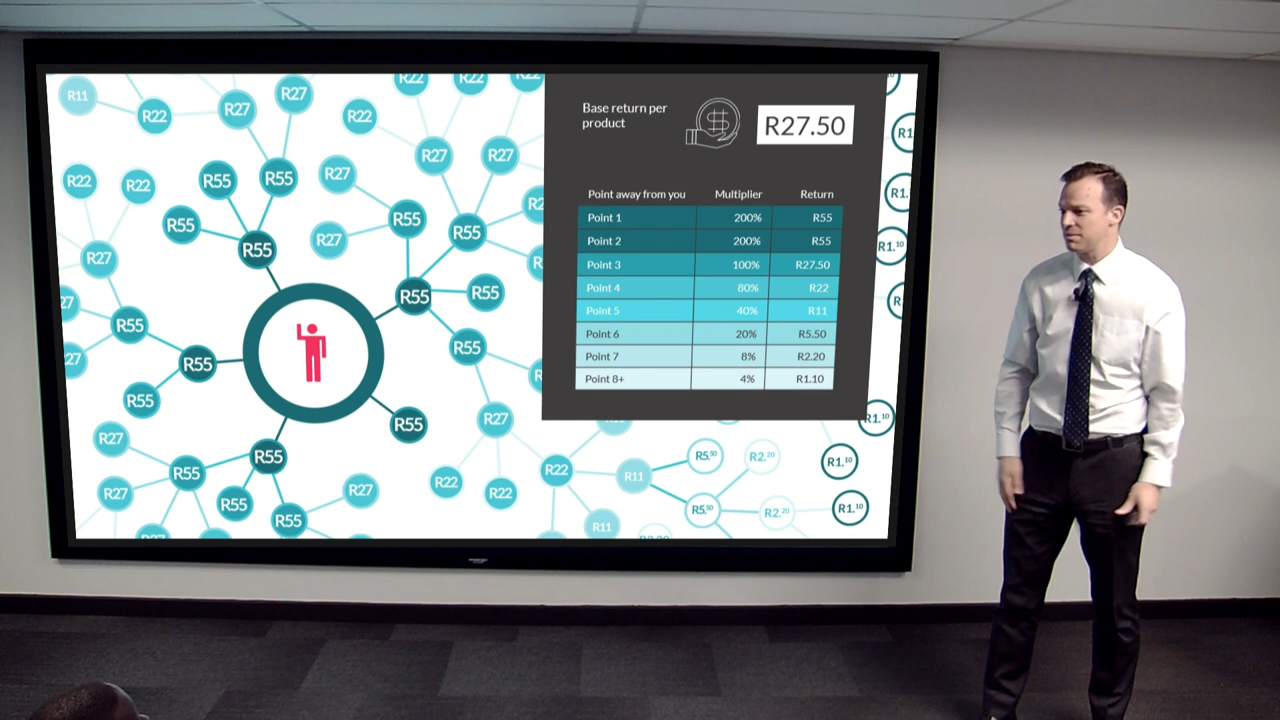 Base return per
product
R27.50
Point away from you Multiplier Return
Point 1 200% R55
Point 2 200% R55
Point 3 100% R27.50
Point 4 80% R22
Point 5 40% R11
Point 6 20% R5.50
Point 7 8% R2.20
Point 8+ 4% R1.10
R22 R22 R22
R11 R22 R27 R27 R22
R27 R27
R22 R22 R55 R55 R27
R55 R27 R55 R55
R27 R55
R55 R55
R55 R55
R55 R55
R55 R55
R27 R27
R55 R55 R22 R11 R5.50 R2.20 R1.10
R27 R55 R55 R27 R22 R22 R5.50 R2.20 R1.10
R11
R1.10
R1.10